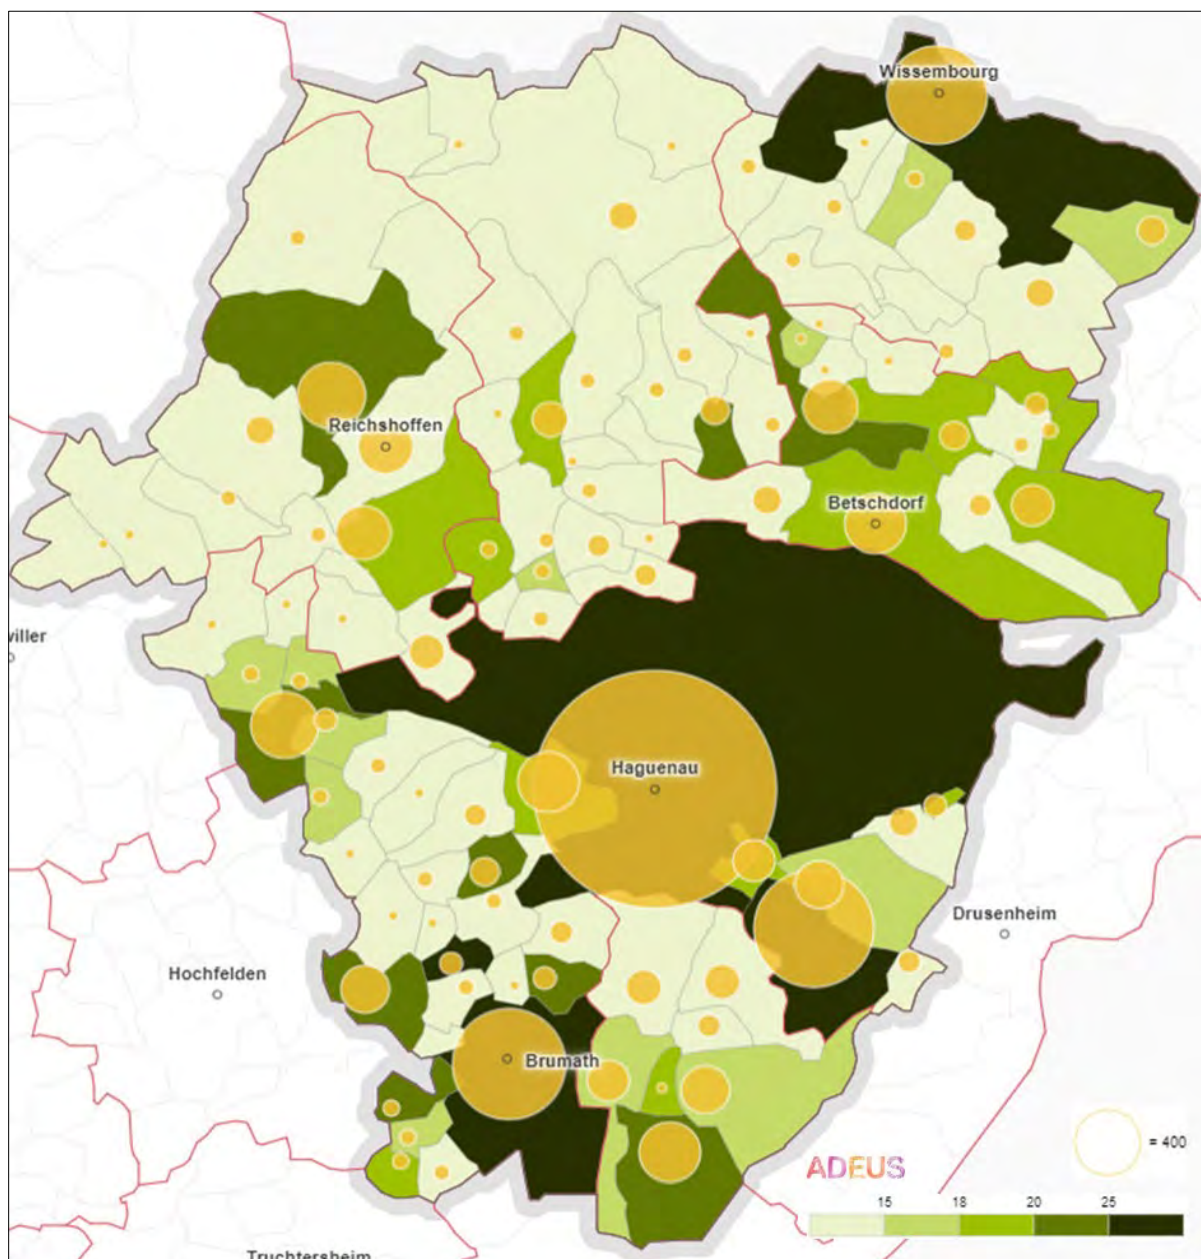 Wissembourg
Reichshoffen
Betschdorf
willer
Haguenau
Drusenheim
Hochfelden
Brumath
= 400
ADEUS
15 18 20 25
Truchtersheim